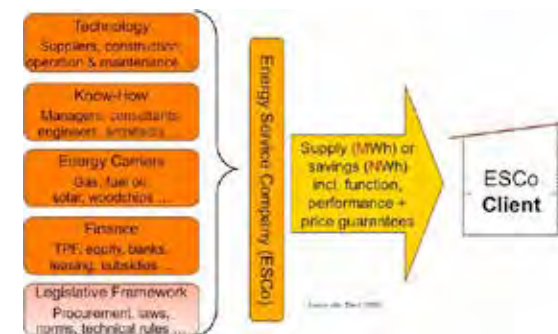 Technology
Suppliers, construction,
operation & maintenance
Know-How
Managers, consultants,
engineers, architects ...
Energy Carriers
Gas, fuel oil,
solar, woodchips ...
Finance
TPF, equity, banks,
leasing, subsidies ...
Legislative Framework
Procurement, laws,
norms, technical rules ...
Energy Service Company (ESCo)
Supply (MWh) or
savings (NWh)
incl. function,
performance +
price guarantees
ESCo
Client